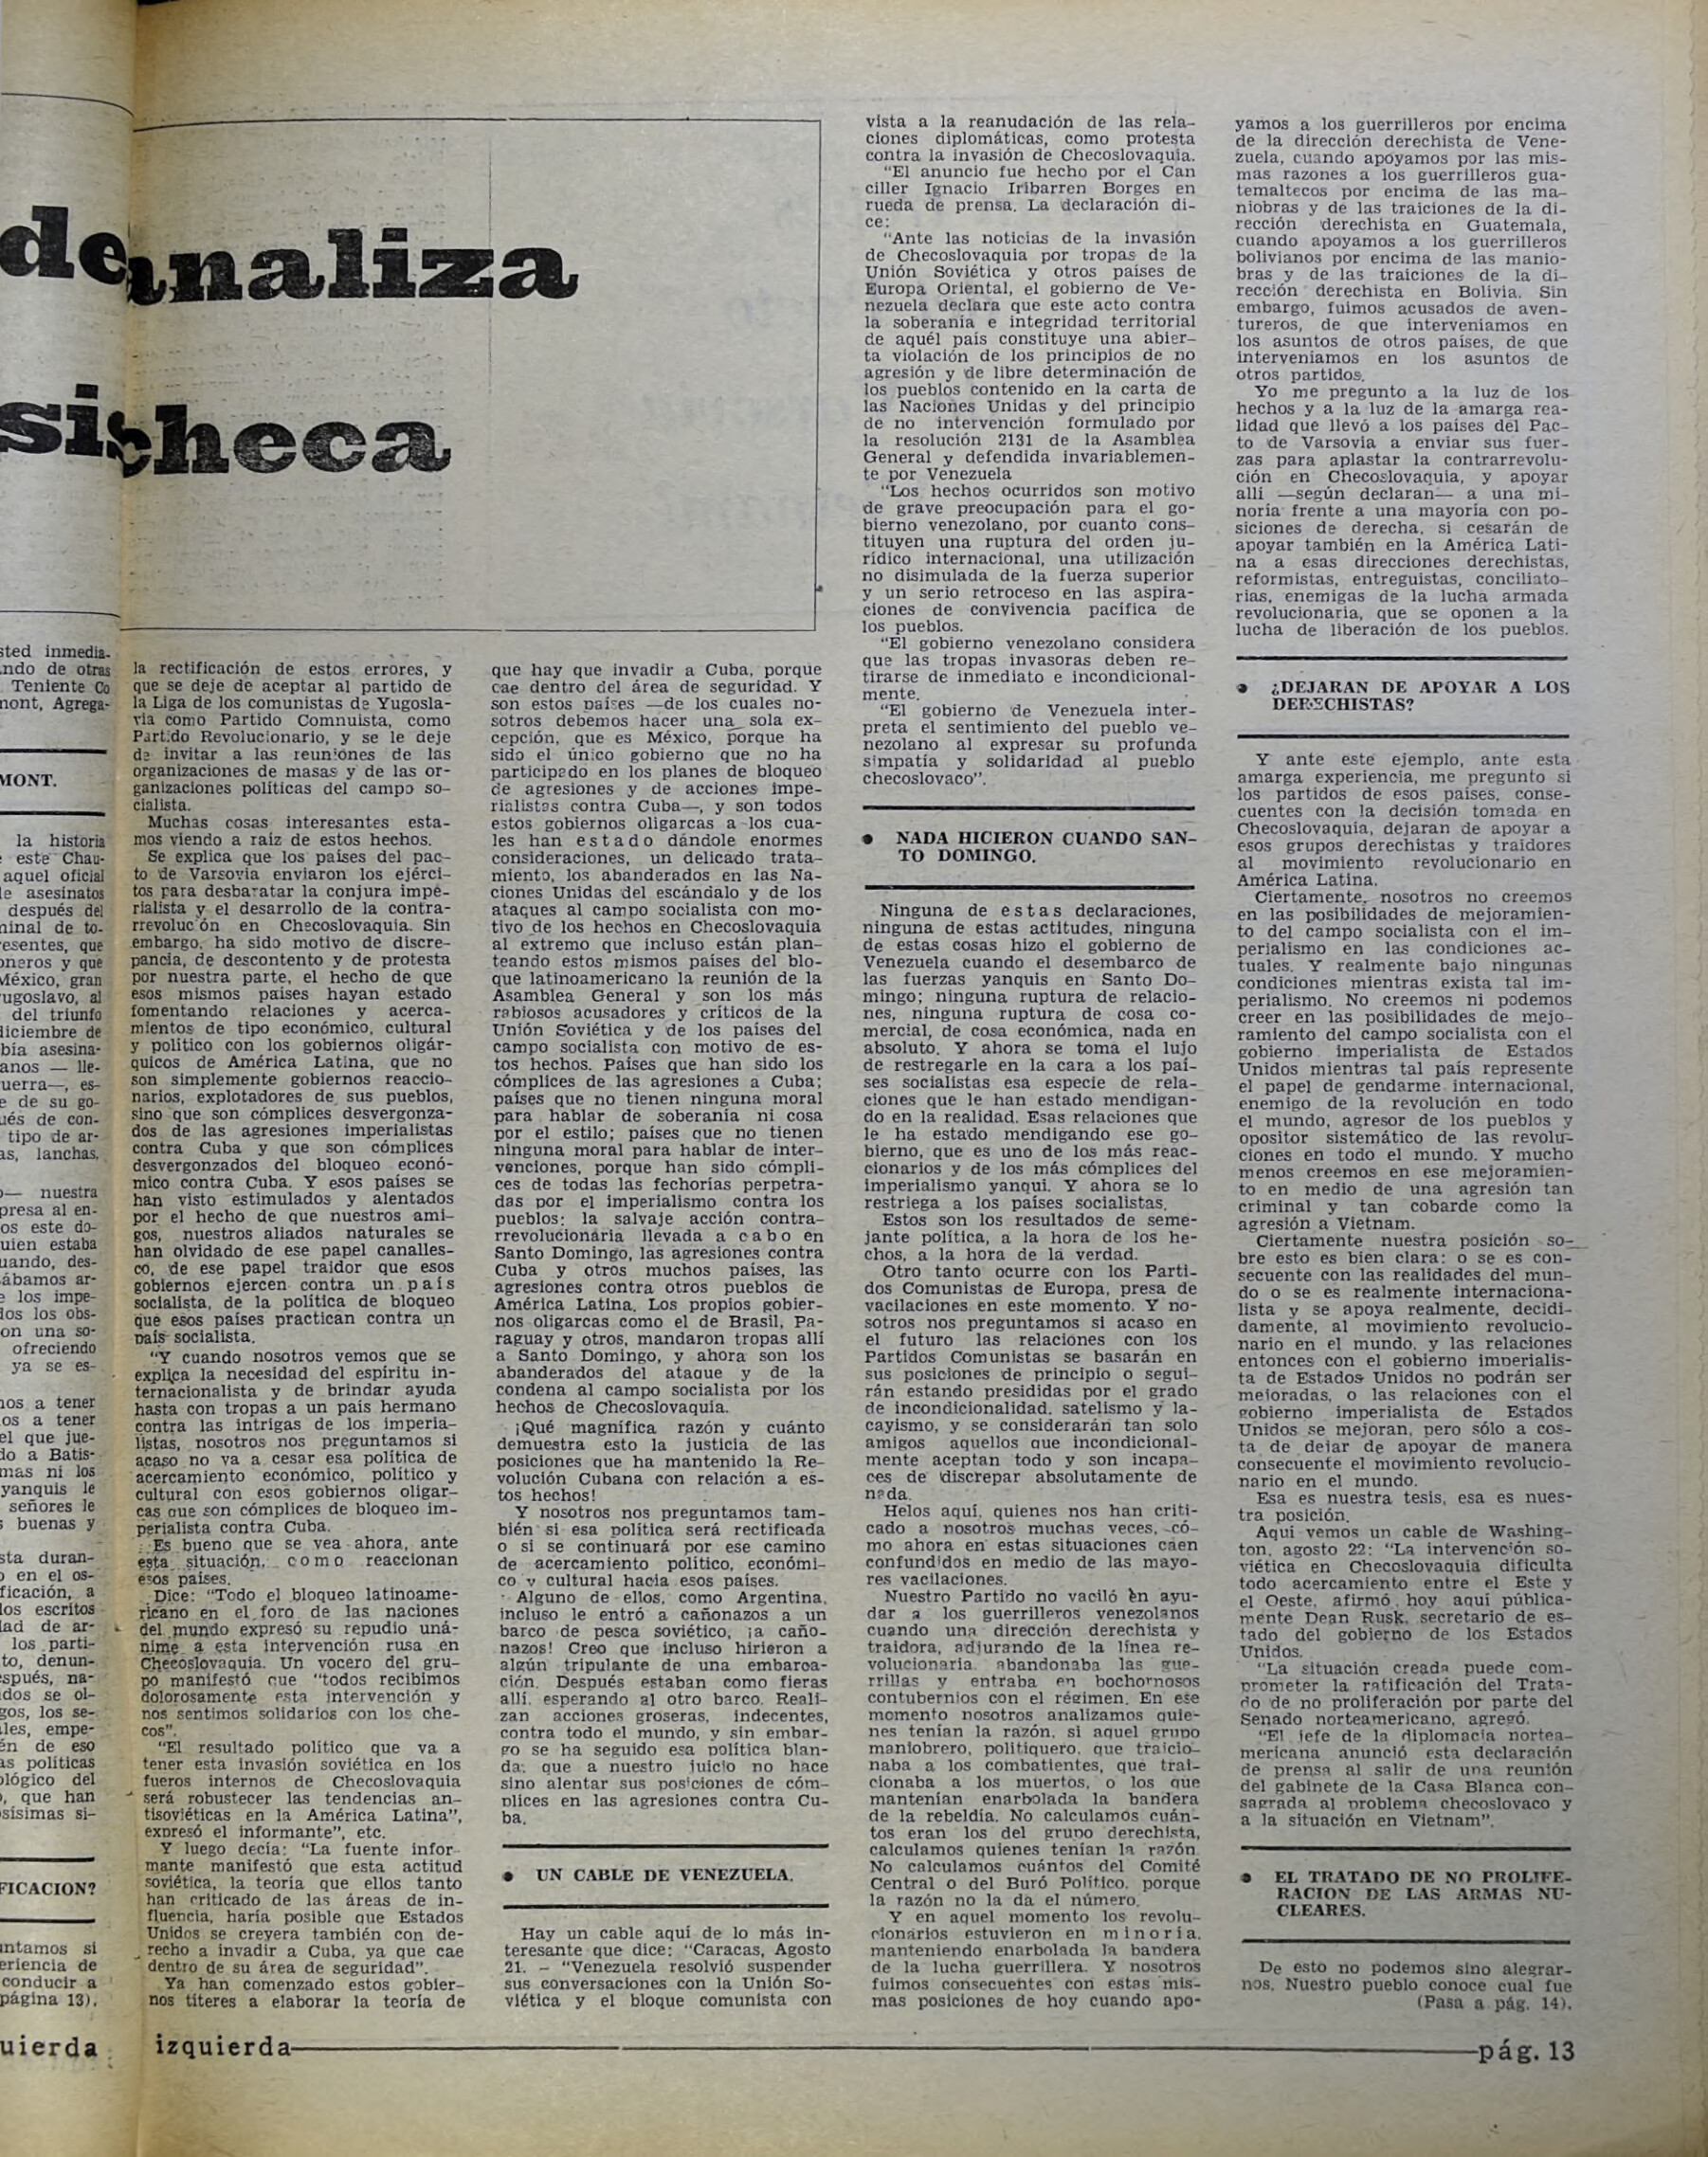 de
analiza
si
checa
sted inmedia-
ando de otras
Teniente Co
mont, Agrega-
MONT.
la historia
este Chau-
aquel oficial
de asesinatos
después del
minal de to-
resentes, que
oneros y que
México, gran
yugoslavo, al
del triunfo
diciembre de
bía asesina-
anos — lle-
uerra—, es-
e de su go-
ués de con-
tipo de ar-
as, lanchas,
— nuestra
presa al en-
os este do-
uien estaba
uando, des-
ábamos ar-
e los impe-
dos los obs-
on una so-
ofreciendo
ya se es-
mos a tener
os a tener
el que jue-
do a Batis-
mas ni los
yanquis le
señores le
s buenas y
sta duran-
o en el os-
ficación, a
los escritos
dad de ar-
los parti-
to, denun-
espués, na-
dos se ol-
gos, los se-
les, empe-
én de eso
as políticas
ológico del
o, que han
osísimas si-
FICACION?
untamos si
eriencia de
conducir a
página 13).
la rectificación de estos errores, y
que se deje de aceptar al partido de
la Liga de los comunistas de Yugosla-
via como Partido Comnuista, como
Partido Revolucionario, y se le deje
de invitar a las reuniones de las
organizaciones de masas y de las or-
ganizaciones políticas del campo so-
cialista.
Muchas cosas interesantes esta-
mos viendo a raíz de estos hechos.
Se explica que los países del pac-
to de Varsovia enviaron los ejérci-
tos para desbaratar la conjura impe-
rialista y el desarrollo de la contra-
rrevolución en Checoslovaquia. Sin
embargo, ha sido motivo de discre-
pancia, de descontento y de protesta
por nuestra parte, el hecho de que
esos mismos países hayan estado
fomentando relaciones y acerca-
mientos de tipo económico, cultural
y político con los gobiernos oligár-
quicos de América Latina, que no
son simplemente gobiernos reaccio-
narios, explotadores de sus pueblos,
sino que son cómplices desvergonza-
dos de las agresiones imperialistas
contra Cuba y que son cómplices
desvergonzados del bloqueo econó-
mico contra Cuba. Y esos países se
han visto estimulados y alentados
por el hecho de que nuestros ami-
gos, nuestros aliados naturales se
han olvidado de ese papel canalles-
co, de ese papel traidor que esos
gobiernos ejercen contra un país
socialista, de la política de bloqueo
que esos países practican contra un
país socialista.
"Y cuando nosotros vemos que se
explica la necesidad del espíritu in-
ternacionalista y de brindar ayuda
hasta con tropas a un país hermano
contra las intrigas de los imperia-
listas, nosotros nos preguntamos si
acaso no va a cesar esa política de
acercamiento económico, político y
cultural con esos gobiernos oligar-
cas que son cómplices de bloqueo im-
perialista contra Cuba.
Es bueno que se vea ahora, ante
esta situación, como reaccionan
esos países.
Dice: "Todo el bloqueo latinoame-
ricano en el foro de las naciones
del mundo expresó su repudio uná-
nime a esta intervención rusa en
Checoslovaquia. Un vocero del gru-
po manifestó que "todos recibimos
dolorosamente esta intervención y
nos sentimos solidarios con los che-
cos".
"El resultado político que va a
tener esta invasión soviética en los
fueros internos de Checoslovaquia
será robustecer las tendencias an-
tisoviéticas en la América Latina",
expresó el informante", etc.
Y luego decía: "La fuente infor-
mante manifestó que esta actitud
soviética, la teoría que ellos tanto
han criticado de las áreas de in-
fluencia, haría posible que Estados
Unidos se creyera también con de-
recho a invadir a Cuba, ya que cae
dentro de su área de seguridad".
Ya han comenzado estos gobier-
nos títeres a elaborar la teoría de
que hay que invadir a Cuba, porque
cae dentro del área de seguridad. Y
son estos países —de los cuales no-
sotros debemos hacer una sola ex-
cepción, que es México, porque ha
sido el único gobierno que no ha
participado en los planes de bloqueo
de agresiones y de acciones impe-
rialistas contra Cuba—, y son todos
estos gobiernos oligarcas a los cua-
les han estado dándole enormes
consideraciones, un delicado trata-
miento, los abanderados en las Na-
ciones Unidas del escándalo y de los
ataques al campo socialista con mo-
tivo de los hechos en Checoslovaquia
al extremo que incluso están plan-
teando estos mismos países del blo-
que latinoamericano la reunión de la
Asamblea General y son los más
rabiosos acusadores y críticos de la
Unión Soviética y de los países del
campo socialista con motivo de es-
tos hechos. Países que han sido los
cómplices de las agresiones a Cuba;
países que no tienen ninguna moral
para hablar de soberanía ni cosa
por el estilo; países que no tienen
ninguna moral para hablar de inter-
venciones, porque han sido cómpli-
ces de todas las fechorías perpetra-
das por el imperialismo contra los
pueblos: la salvaje acción contra-
rrevolucionaria llevada a cabo en
Santo Domingo, las agresiones contra
Cuba y otros muchos países, las
agresiones contra otros pueblos de
América Latina. Los propios gobier-
nos oligarcas como el de Brasil, Pa-
raguay y otros, mandaron tropas allí
a Santo Domingo, y ahora son los
abanderados del ataque y de la
condena al campo socialista por los
hechos de Checoslovaquia.
¡Qué magnífica razón y cuánto
demuestra esto la justicia de las
posiciones que ha mantenido la Re-
volución Cubana con relación a es-
tos hechos!
Y nosotros nos preguntamos tam-
bién si esa política será rectificada
o si se continuará por ese camino
de acercamiento político, económi-
co y cultural hacia esos países.
Alguno de ellos, como Argentina,
incluso le entró a cañonazos a un
barco de pesca soviético, ¡a caño-
nazos! Creo que incluso hirieron a
algún tripulante de una embarca-
ción. Después estaban como fieras
allí, esperando al otro barco. Reali-
zan acciones groseras, indecentes,
contra todo el mundo, y sin embar-
go se ha seguido esa política blan-
da, que a nuestro juicio no hace
sino alentar sus posiciones de cóm-
plices en las agresiones contra Cu-
ba.
● UN CABLE DE VENEZUELA.
Hay un cable aquí de lo más in-
teresante que dice: "Caracas, Agosto
21. – "Venezuela resolvió suspender
sus conversaciones con la Unión So-
viética y el bloque comunista con
vista a la reanudación de las rela-
ciones diplomáticas, como protesta
contra la invasión de Checoslovaquia.
"El anuncio fue hecho por el Can
ciller Ignacio Iribarren Borges en
rueda de prensa. La declaración di-
ce:
"Ante las noticias de la invasión
de Checoslovaquia por tropas de la
Unión Soviética y otros países de
Europa Oriental, el gobierno de Ve-
nezuela declara que este acto contra
la soberanía e integridad territorial
de aquél país constituye una abier-
ta violación de los principios de no
agresión y de libre determinación de
los pueblos contenido en la carta de
las Naciones Unidas y del principio
de no intervención formulado por
la resolución 2131 de la Asamblea
General y defendida invariablemen-
te por Venezuela
"Los hechos ocurridos son motivo
de grave preocupación para el go-
bierno venezolano, por cuanto cons-
tituyen una ruptura del orden ju-
rídico internacional, una utilización
no disimulada de la fuerza superior
y un serio retroceso en las aspira-
ciones de convivencia pacífica de
los pueblos.
"El gobierno venezolano considera
que las tropas invasoras deben re-
tirarse de inmediato e incondicional-
mente.
"El gobierno de Venezuela inter-
preta el sentimiento del pueblo ve-
nezolano al expresar su profunda
simpatía y solidaridad al pueblo
checoslovaco".
● NADA HICIERON CUANDO SAN-
TO DOMINGO.
Ninguna de estas declaraciones,
ninguna de estas actitudes, ninguna
de estas cosas hizo el gobierno de
Venezuela cuando el desembarco de
las fuerzas yanquis en Santo Do-
mingo; ninguna ruptura de relacio-
nes, ninguna ruptura de cosa co-
mercial, de cosa económica, nada en
absoluto. Y ahora se toma el lujo
de restregarle en la cara a los paí-
ses socialistas esa especie de rela-
ciones que le han estado mendigan-
do en la realidad. Esas relaciones que
le ha estado mendigando ese go-
bierno, que es uno de los más reac-
cionarios y de los más cómplices del
imperialismo yanqui. Y ahora se lo
restriega a los países socialistas.
Estos son los resultados de seme-
jante política, a la hora de los he-
chos, a la hora de la verdad.
Otro tanto ocurre con los Parti-
dos Comunistas de Europa, presa de
vacilaciones en este momento. Y no-
sotros nos preguntamos si acaso en
el futuro las relaciones con los
Partidos Comunistas se basarán en
sus posiciones de principio o segui-
rán estando presididas por el grado
de incondicionalidad, satelismo y la-
cayismo, y se considerarán tan solo
amigos aquellos que incondicional-
mente aceptan todo y son incapa-
ces de discrepar absolutamente de
nada.
Helos aquí, quienes nos han criti-
cado a nosotros muchas veces, có-
mo ahora en estas situaciones caen
confundidos en medio de las mayo-
res vacilaciones.
Nuestro Partido no vaciló en ayu-
dar a los guerrilleros venezolanos
cuando una dirección derechista y
traidora, adjurando de la línea re-
volucionaria, abandonaba las gue-
rrillas y entraba en bochornosos
contubernios con el régimen. En ese
momento nosotros analizamos quie-
nes tenían la razón, si aquel grupo
maniobrero, politiquero, que traicio-
naba a los combatientes, que trai-
cionaba a los muertos, o los que
mantenían enarbolada la bandera
de la rebeldía. No calculamos cuán-
tos eran los del grupo derechista,
calculamos quienes tenían la razón
No calculamos cuántos del Comité
Central o del Buró Político, porque
la razón no la da el número.
Y en aquel momento los revolu-
cionarios estuvieron en minoría,
manteniendo enarbolada la bandera
de la lucha guerrillera. Y nosotros
fuimos consecuentes con estas mis-
mas posiciones de hoy cuando apo-
yamos a los guerrilleros por encima
de la dirección derechista de Vene-
zuela, cuando apoyamos por las mis-
mas razones a los guerrilleros gua-
temaltecos por encima de las ma-
niobras y de las traiciones de la di-
rección derechista en Guatemala,
cuando apoyamos a los guerrilleros
bolivianos por encima de las manio-
bras y de las traiciones de la di-
rección derechista en Bolivia. Sin
embargo, fuimos acusados de aven-
tureros, de que interveníamos en
los asuntos de otros países, de que
interveníamos en los asuntos de
otros partidos.
Yo me pregunto a la luz de los
hechos y a la luz de la amarga rea-
lidad que llevó a los países del Pac-
to de Varsovia a enviar sus fuer-
zas para aplastar la contrarrevolu-
ción en Checoslovaquia, y apoyar
allí —según declaran— a una mi-
noría frente a una mayoría con po-
siciones de derecha, si cesarán de
apoyar también en la América Lati-
na a esas direcciones derechistas,
reformistas, entreguistas, conciliato-
rias, enemigas de la lucha armada
revolucionaria, que se oponen a la
lucha de liberación de los pueblos.
● ¿DEJARAN DE APOYAR A LOS
DERECHISTAS?
Y ante este ejemplo, ante esta
amarga experiencia, me pregunto si
los partidos de esos países, conse-
cuentes con la decisión tomada en
Checoslovaquia, dejaran de apoyar a
esos grupos derechistas y traidores
al movimiento revolucionario en
América Latina.
Ciertamente, nosotros no creemos
en las posibilidades de mejoramien-
to del campo socialista con el im-
perialismo en las condiciones ac-
tuales. Y realmente bajo ningunas
condiciones mientras exista tal im-
perialismo. No creemos ni podemos
creer en las posibilidades de mejo-
ramiento del campo socialista con el
gobierno imperialista de Estados
Unidos mientras tal país represente
el papel de gendarme internacional,
enemigo de la revolución en todo
el mundo, agresor de los pueblos y
opositor sistemático de las revolu-
ciones en todo el mundo. Y mucho
menos creemos en ese mejoramien-
to en medio de una agresión tan
criminal y tan cobarde como la
agresión a Vietnam.
Ciertamente nuestra posición so-
bre esto es bien clara: o se es con-
secuente con las realidades del mun-
do o se es realmente internaciona-
lista y se apoya realmente, decidi-
damente, al movimiento revolucio-
nario en el mundo, y las relaciones
entonces con el gobierno imperialis-
ta de Estados Unidos no podrán ser
mejoradas, o las relaciones con el
gobierno imperialista de Estados
Unidos se mejoran, pero sólo a cos-
ta de dejar de apoyar de manera
consecuente el movimiento revolucio-
nario en el mundo.
Esa es nuestra tesis, esa es nues-
tra posición.
Aquí vemos un cable de Washing-
ton, agosto 22: "La intervención so-
viética en Checoslovaquia dificulta
todo acercamiento entre el Este y
el Oeste, afirmó hoy aquí pública-
mente Dean Rusk, secretario de es-
tado del gobierno de los Estados
Unidos.
"La situación creada puede com-
prometer la ratificación del Trata-
do de no proliferación por parte del
Senado norteamericano, agregó.
"El jefe de la diplomacia nortea-
mericana anunció esta declaración
de prensa al salir de una reunión
del gabinete de la Casa Blanca con-
sagrada al problema checoslovaco y
a la situación en Vietnam".
● EL TRATADO DE NO PROLIFE-
RACION DE LAS ARMAS NU-
CLEARES.
De esto no podemos sino alegrar-
nos. Nuestro pueblo conoce cual fue
(Pasa a pág. 14).
uierda
izquierda
pág. 13